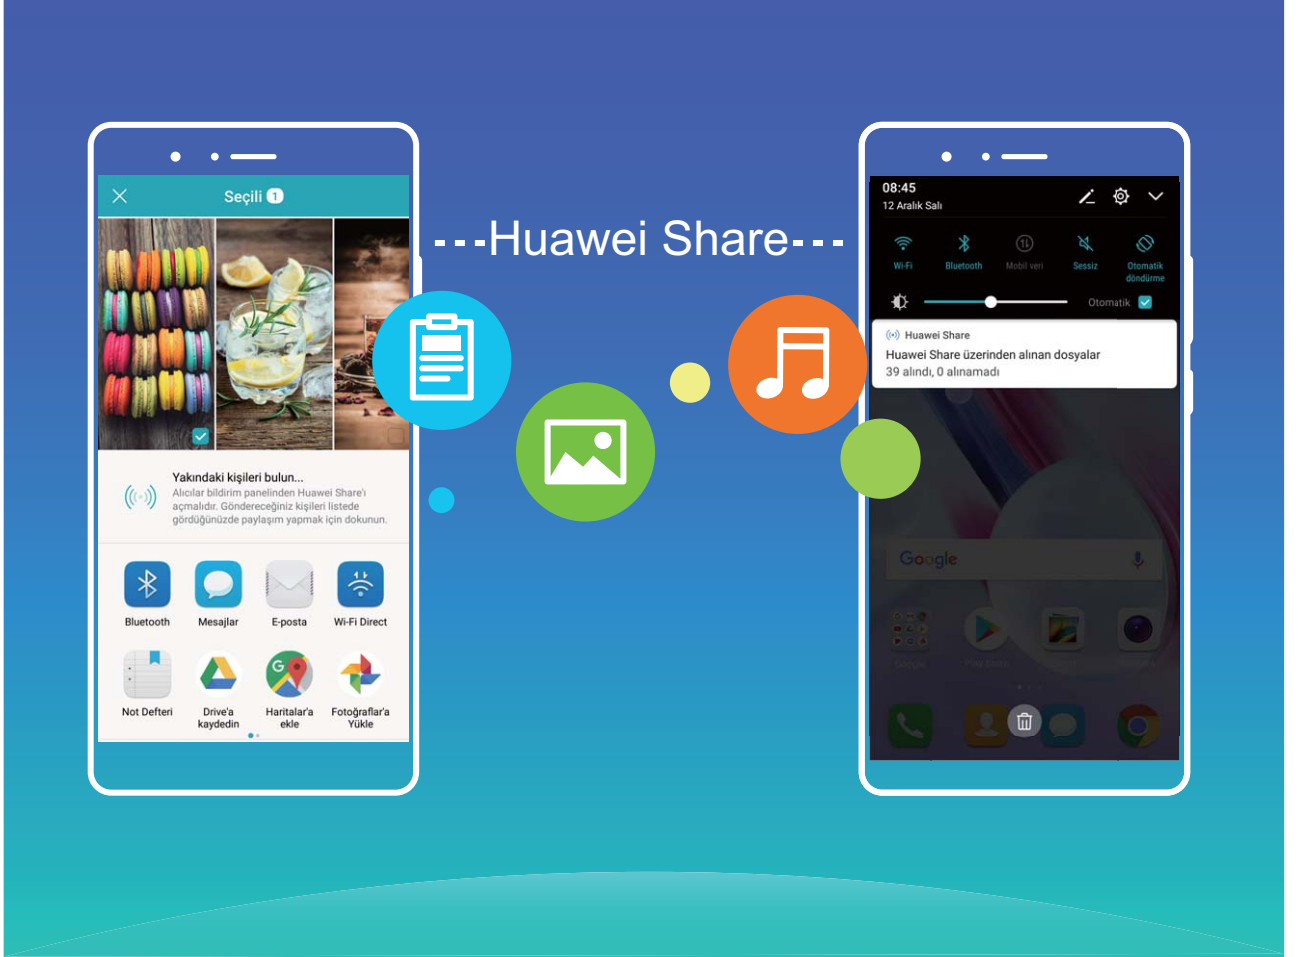 Seçili 1
Yakındaki kişileri bulun...
Alıcılar bildirim panelinden Huawei Share'i
açmalıdır. Göndereceğiniz kişileri listede
gördüğünüzde paylaşım yapmak için dokunun.
Bluetooth
Mesajlar
E-posta
Wi-Fi Direct
Not Defteri
Drive'a
kaydedin
Haritalar'a
ekle
Fotoğraflar'a
Yükle
---Huawei Share---
08:45
12 Aralık Salı
Wi-Fi
Bluetooth
Mobil veri
Sessiz
Otomatik
döndürme
Otomatik
Huawei Share
Huawei Share üzerinden alınan dosyalar
39 alındı, 0 alınamadı
Google
Google
Play Store